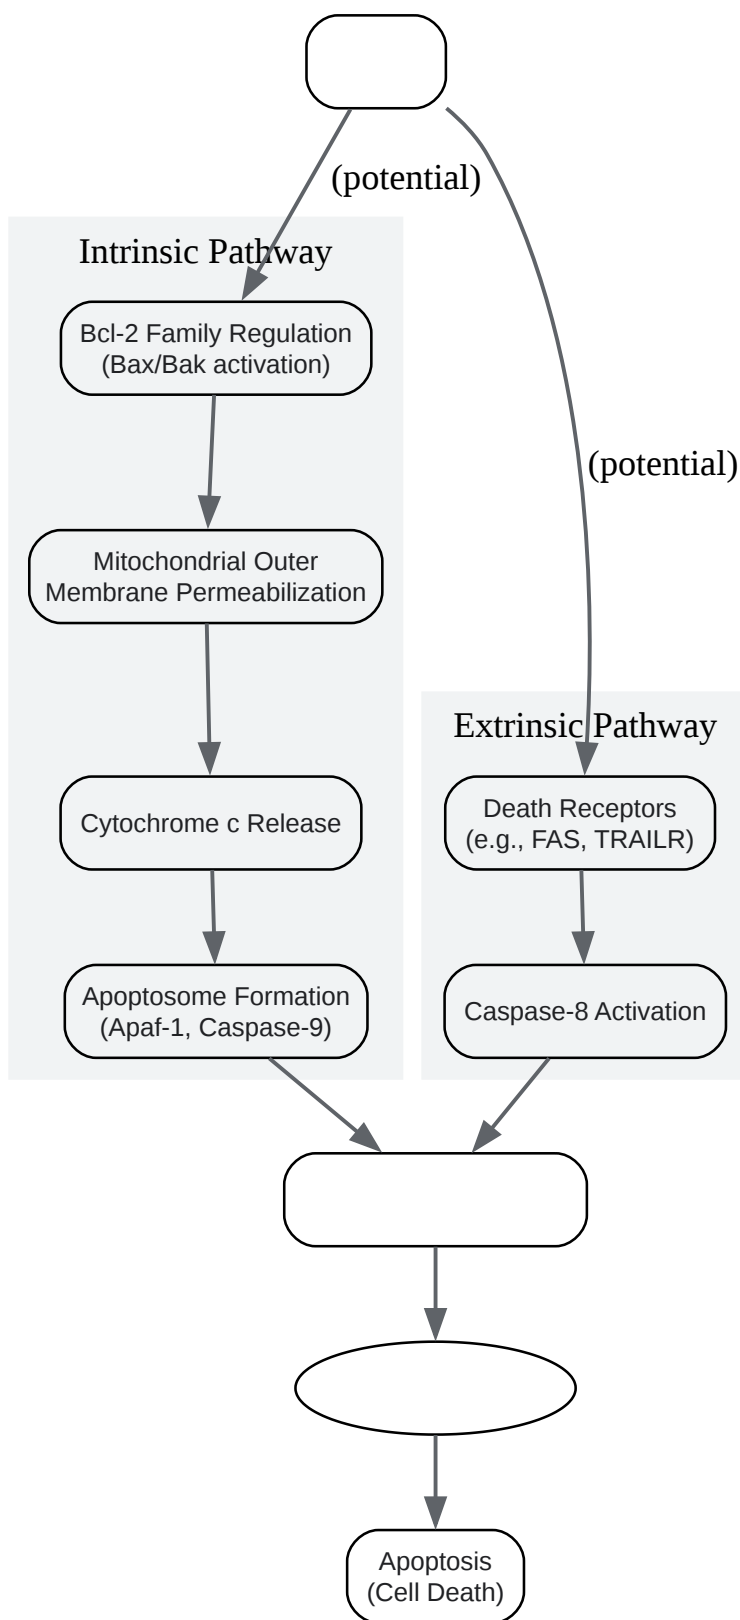 (potential)
Intrinsic Pathway
Bcl-2 Family Regulation
(Bax/Bak activation)
(potential)
Mitochondrial Outer
Membrane Permeabilization
Extrinsic Pathway
Cytochrome c Release
Death Receptors
(e.g., FAS, TRAILR)
Apoptosome Formation
(Apaf-1, Caspase-9)
Caspase-8 Activation
Apoptosis
(Cell Death)